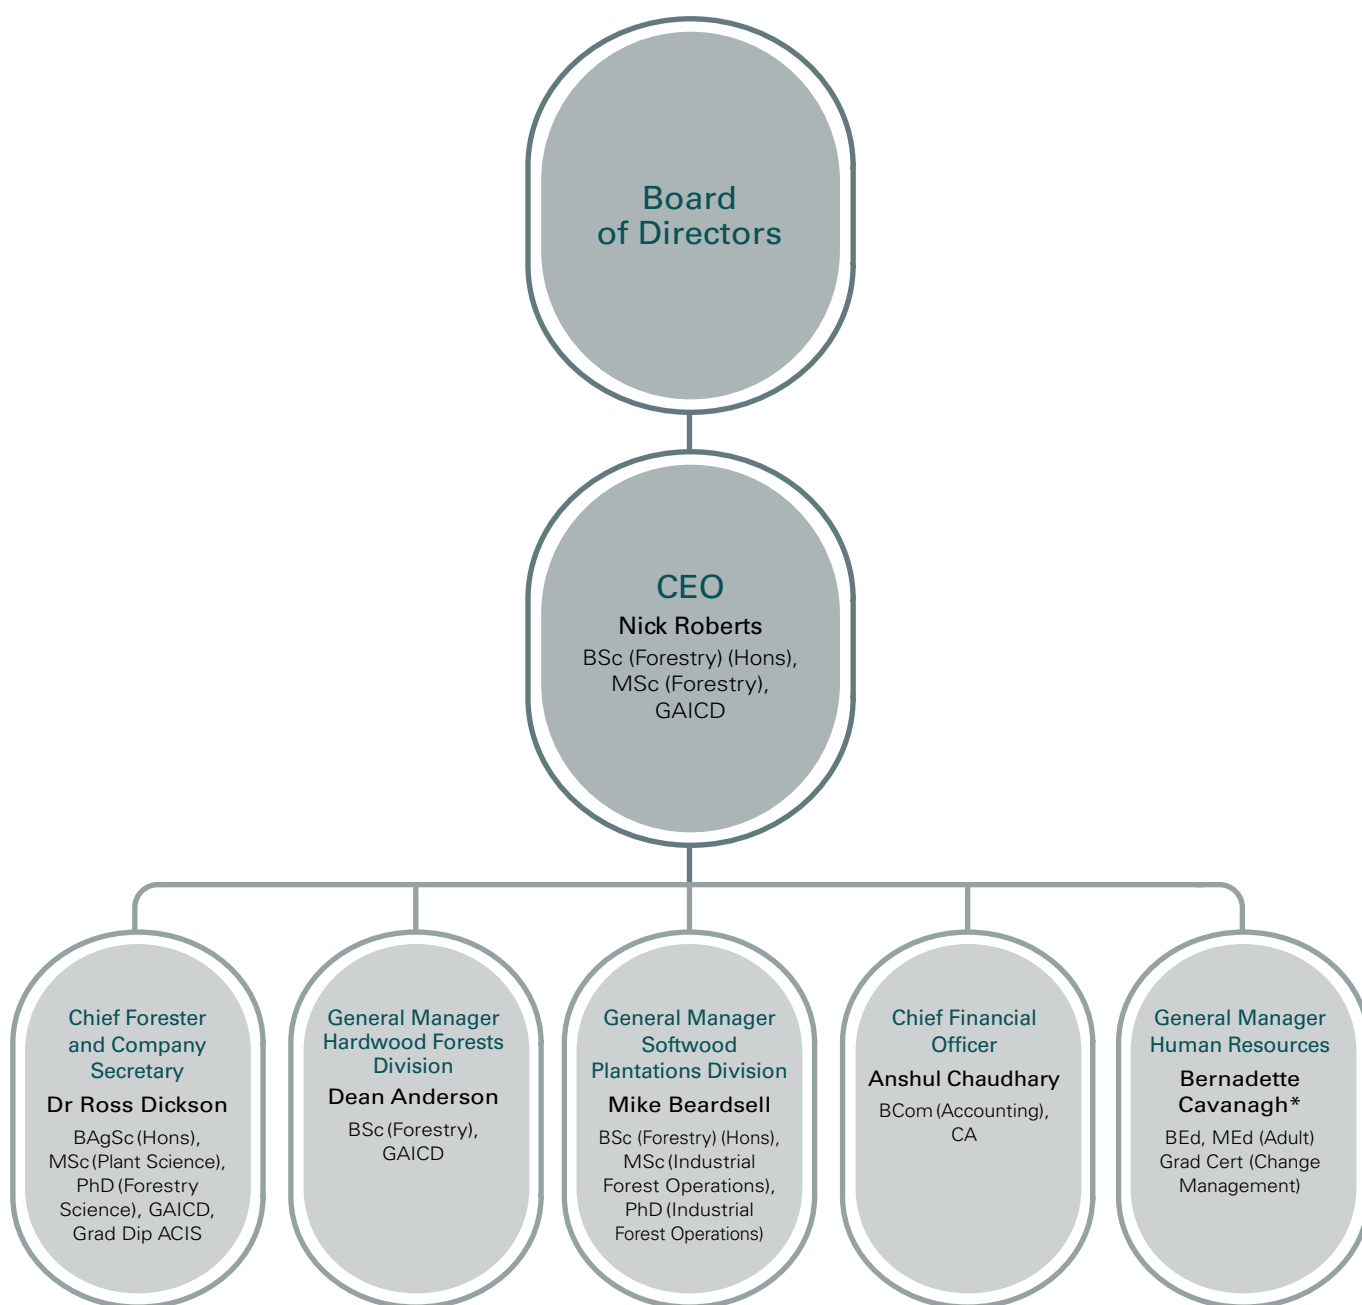 Board
of Directors
CEO
Nick Roberts
BSc (Forestry) (Hons),
MSc (Forestry),
GAICD
Chief Forester
and Company
Secretary
Dr Ross Dickson
BAgSc (Hons),
MSc (Plant Science),
PhD (Forestry
Science), GAICD,
Grad Dip ACIS
General Manager
Hardwood Forests
Division
Dean Anderson
BSc (Forestry),
GAICD
General Manager
Softwood
Plantations Division
Mike Beardsell
BSc (Forestry) (Hons),
MSc (Industrial
Forest Operations),
PhD (Industrial
Forest Operations)
Chief Financial
Officer
Anshul Chaudhary
BCom (Accounting),
CA
General Manager
Human Resources
Bernadette
Cavanagh*
BEd, MEd (Adult)
Grad Cert (Change
Management)